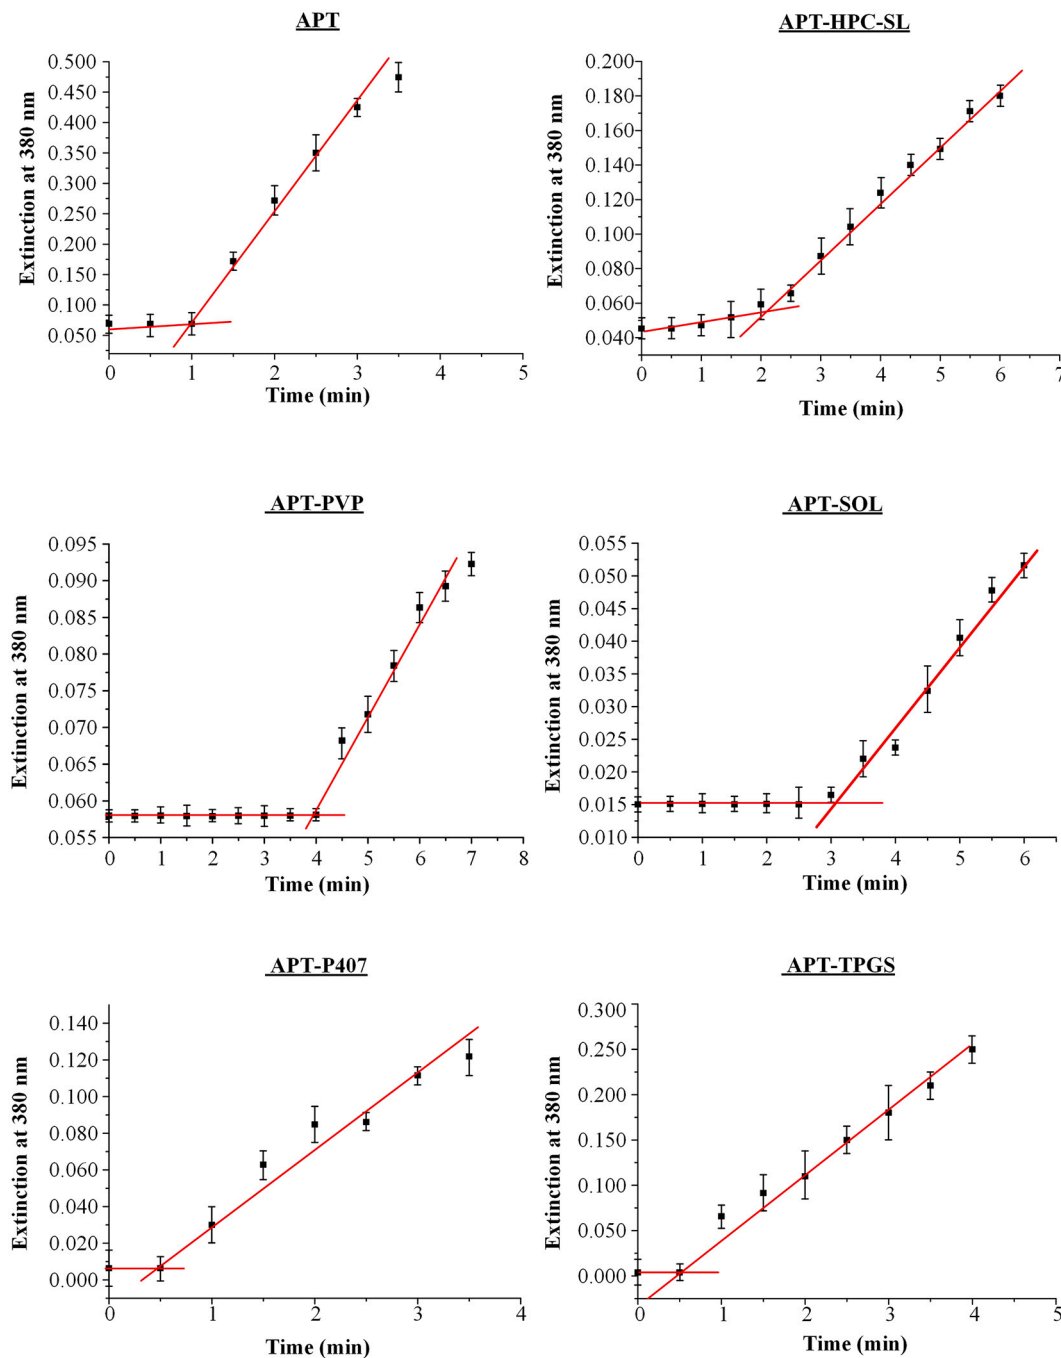 APT
Extinction at 380 nm
0.500
0.450
0.400
0.350
0.300
0.250
0.200
0.150
0.100
0.050
0 1 2 3 4 5
Time (min)
APT-HPC-SL
Extinction at 380 nm
0.200
0.180
0.160
0.140
0.120
0.100
0.080
0.060
0.040
0 1 2 3 4 5 6 7
Time (min)
APT-PVP
Extinction at 380 nm
0.095
0.090
0.085
0.080
0.075
0.070
0.065
0.060
0.055
0 1 2 3 4 5 6 7 8
Time (min)
APT-SOL
Extinction at 380 nm
0.055
0.050
0.045
0.040
0.035
0.030
0.025
0.020
0.015
0.010
0 1 2 3 4 5 6
Time (min)
APT-P407
Extinction at 380 nm
0.140
0.120
0.100
0.080
0.060
0.040
0.020
0.000
0 1 2 3 4
Time (min)
APT-TPGS
Extinction at 380 nm
0.300
0.250
0.200
0.150
0.100
0.050
0.000
0 1 2 3 4 5
Time (min)